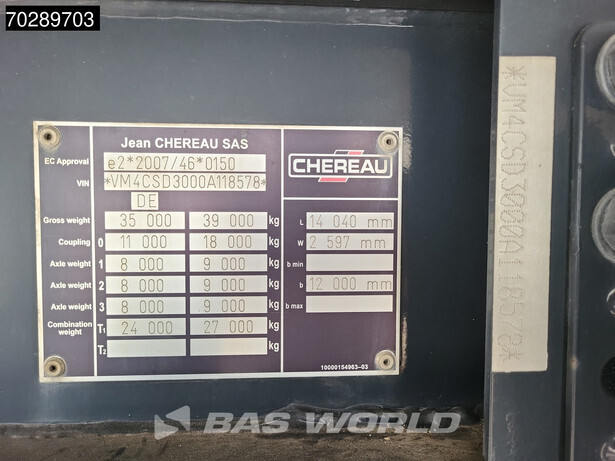 70289703
Jean CHEREAU SAS
EC Approval e2*2007/46*0150
VIN *VM4CSD3000A118578*
DE
CHEREAU
Gross weight 35 000 39 000 kg
Coupling 0 11 000 18 000 kg
Axle weight 1 8 000 9 000 kg
Axle weight 2 8 000 9 000 kg
Axle weight 3 8 000 9 000 kg
Combination weight T1 24 000 27 000 kg
T2 kg
L 14 040 mm
W 2 597 mm
b min
b 12 000 mm
b max
10000154963-03
*VM4CSD3000A118578*
BAS WORLD